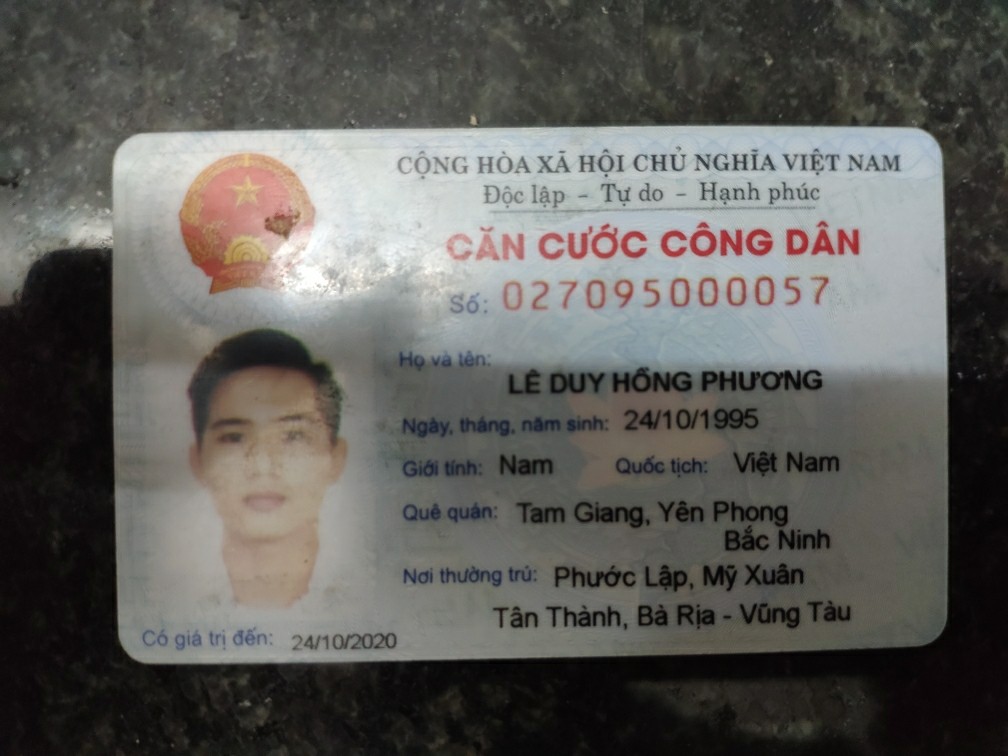 CỘNG HÒA XÃ HỘI CHỦ NGHĨA VIỆT NAM
Độc lập - Tự do - Hạnh phúc
CĂN CƯỚC CÔNG DÂN
Số: 027095000057
Họ và tên:
LÊ DUY HỒNG PHƯƠNG
Ngày, tháng, năm sinh: 24/10/1995
Giới tính: Nam Quốc tịch: Việt Nam
Quê quán: Tam Giang, Yên Phong
Bắc Ninh
Nơi thường trú: Phước Lập, Mỹ Xuân
Tân Thành, Bà Rịa - Vũng Tàu
Có giá trị đến: 24/10/2020